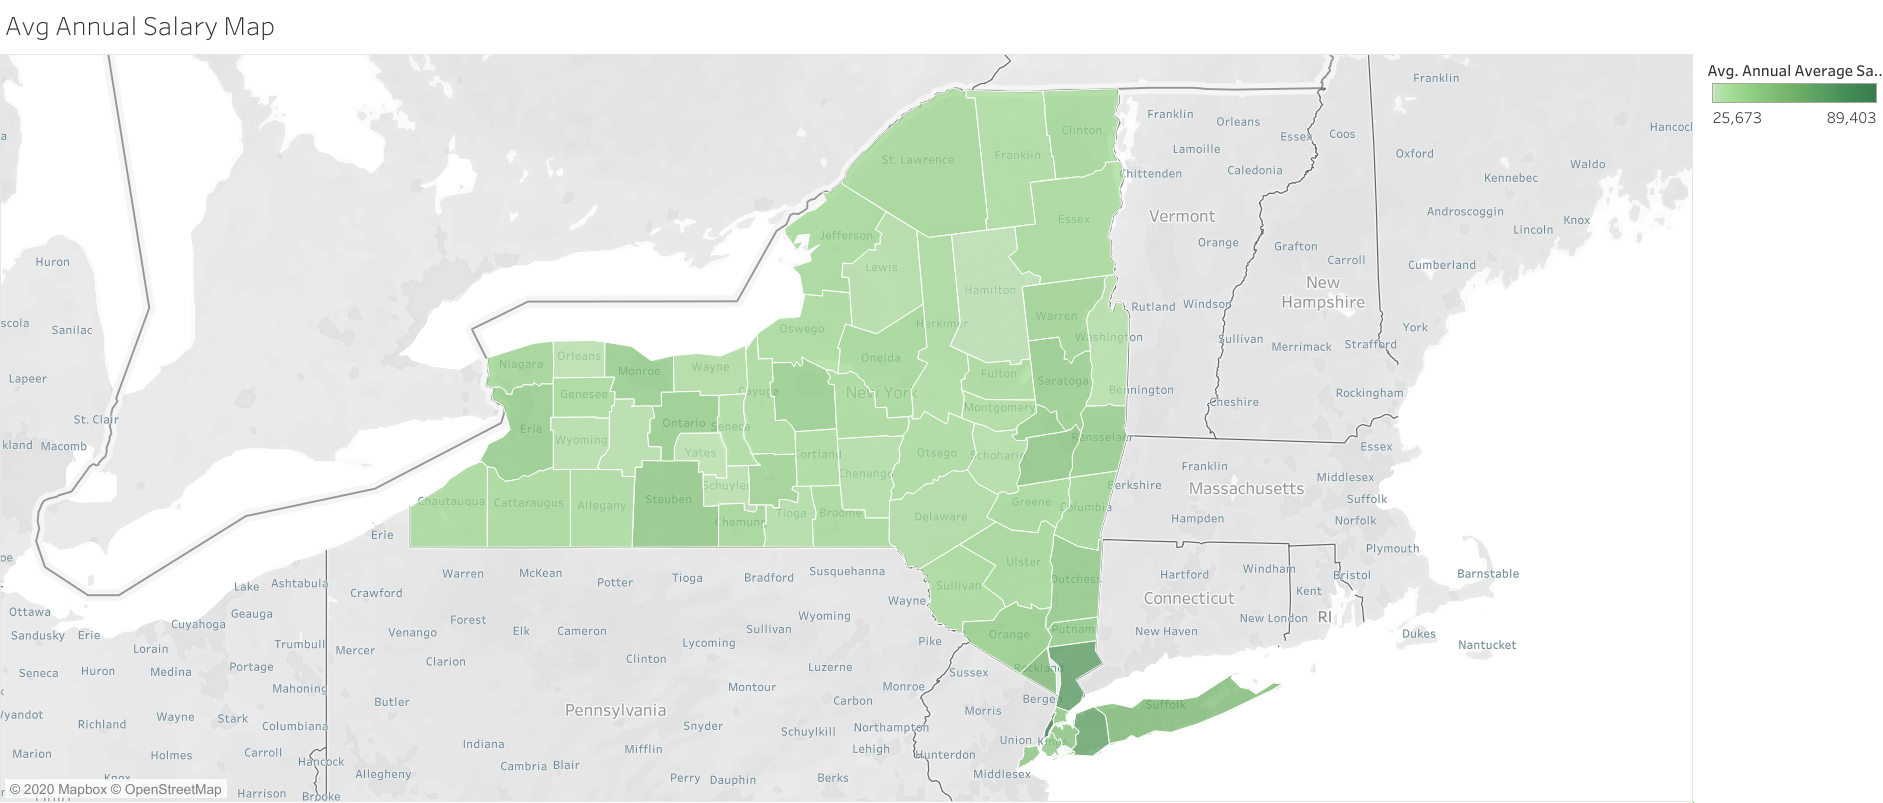 Avg Annual Salary Map
Avg. Annual Average Sa..
25,673 89,403
Franklin
Clinton
St. Lawrence
Franklin
Essex
Jefferson
Lewis
Hamilton
Herkimer
Warren
Washington
Oswego
Oneida
Fulton
Saratoga
Montgomery
New York
Niagara
Orleans
Monroe
Wayne
Cayuga
Genesee
Erie
Wyoming
Ontario
Seneca
Yates
Cortland
Chenango
Otsego
Schoharie
Rensselaer
Chautauqua
Cattaraugus
Allegany
Steuben
Schuyler
Chemung
Tioga
Broome
Delaware
Greene
Columbia
Ulster
Sullivan
Dutchess
Orange
Putnam
Rockland
Suffolk
Kings
Franklin
Orleans
Essex
Coos
Lamoille
Caledonia
Chittenden
Vermont
Orange
Rutland
Windsor
Bennington
Grafton
Carroll
New
Hampshire
Sullivan
Merrimack
Strafford
Cheshire
Rockingham
Hancoc
Oxford
Waldo
Kennebec
Androscoggin
Knox
Lincoln
Cumberland
York
Essex
Franklin
Middlesex
Berkshire
Massachusetts
Suffolk
Hampden
Norfolk
Plymouth
Bristol
Barnstable
Dukes
Nantucket
Hartford
Windham
Kent
Connecticut
New London
RI
New Haven
Huron
scola
Sanilac
Lapeer
St. Clair
kland
Macomb
Erie
Lake
Ashtabula
Ottawa
Geauga
Cuyahoga
Sandusky
Erie
Trumbull
Lorain
Seneca
Huron
Medina
Portage
Mahoning
Wayne
Stark
Richland
Columbiana
Marion
Holmes
Carroll
Hancock
Knox
Harrison
Brooke
Warren
McKean
Potter
Tioga
Bradford
Susquehanna
Wayne
Crawford
Forest
Elk
Cameron
Sullivan
Wyoming
Venango
Lycoming
Pike
Mercer
Clarion
Clinton
Luzerne
Montour
Monroe
Butler
Carbon
Pennsylvania
Snyder
Schuylkill
Northampton
Indiana
Mifflin
Lehigh
Cambria
Blair
Allegheny
Perry
Dauphin
Berks
Sussex
Morris
Bergen
Union
Hunterdon
Middlesex
© 2020 Mapbox © OpenStreetMap